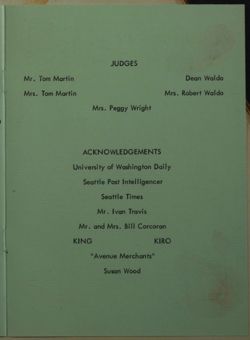 JUDGES
Mr. Tom Martin Dean Waldo
Mrs. Tom Martin Mrs. Robert Waldo
Mrs. Peggy Wright
ACKNOWLEDGEMENTS
University of Washington Daily
Seattle Post Intelligencer
Seattle Times
Mr. Ivan Travis
Mr. and Mrs. Bill Corcoran
KING KIRO
"Avenue Merchants"
Susan Wood